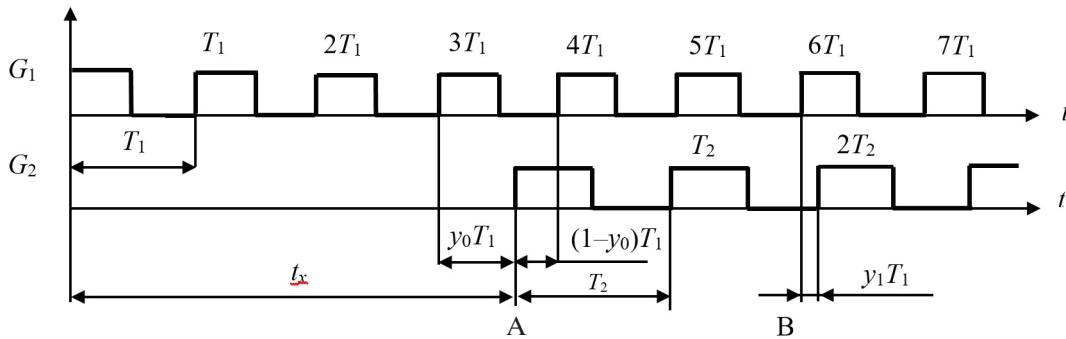 T₁ 2T₁ 3T₁ 4T₁ 5T₁ 6T₁ 7T₁
G₁
t
T₁
G₂ T₂ 2T₂
t
y₀T₁ (1–y₀)T₁
tₓ T₂ y₁T₁
A B